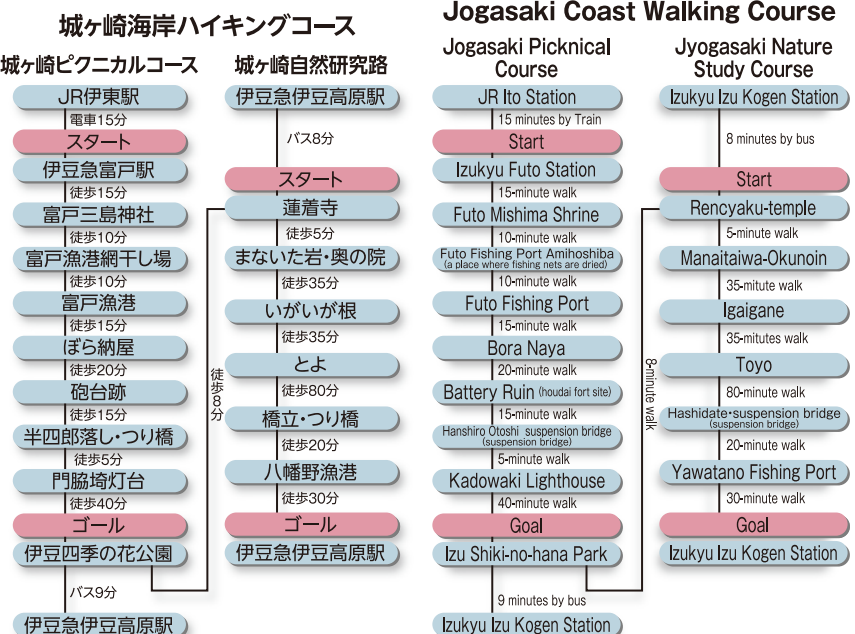 城ヶ崎海岸ハイキングコース
城ヶ崎ピクニカルコース
JR伊東駅
電車15分
スタート
伊豆急富戸駅
徒歩15分
富戸三島神社
徒歩10分
富戸漁港網干し場
徒歩10分
富戸漁港
徒歩15分
ぼら納屋
徒歩20分
砲台跡
徒歩15分
半四郎落し・つり橋
徒歩5分
門脇埼灯台
徒歩40分
ゴール
伊豆四季の花公園
バス9分
伊豆急伊豆高原駅
徒歩8分
城ヶ崎自然研究路
伊豆急伊豆高原駅
バス8分
スタート
蓮着寺
徒歩5分
まないた岩・奥の院
徒歩35分
いがいが根
徒歩35分
とよ
徒歩80分
橋立・つり橋
徒歩20分
八幡野漁港
徒歩30分
ゴール
伊豆急伊豆高原駅
Jogasaki Coast Walking Course
Jogasaki Picknical
Course
JR Ito Station
15 minutes by Train
Start
Izukyu Futo Station
15-minute walk
Futo Mishima Shrine
10-minute walk
Futo Fishing Port Amihoshiba
(a place where fishing nets are dried)
10-minute walk
Futo Fishing Port
15-minute walk
Bora Naya
20-minute walk
Battery Ruin (houdai fort site)
15-minute walk
Hanshiro Otoshi suspension bridge
(suspension bridge)
5-minute walk
Kadowaki Lighthouse
40-minute walk
Goal
Izu Shiki-no-hana Park
9 minutes by bus
Izukyu Izu Kogen Station
8-minute walk
Jyogasaki Nature
Study Course
Izukyu Izu Kogen Station
8 minutes by bus
Start
Rencyaku-temple
5-minute walk
Manaitaiwa-Okunoin
35-minute walk
Igaigane
35-mitutes walk
Toyo
80-minute walk
Hashidate・suspension bridge
(suspension bridge)
20-minute walk
Yawatano Fishing Port
30-minute walk
Goal
Izukyu Izu Kogen Station